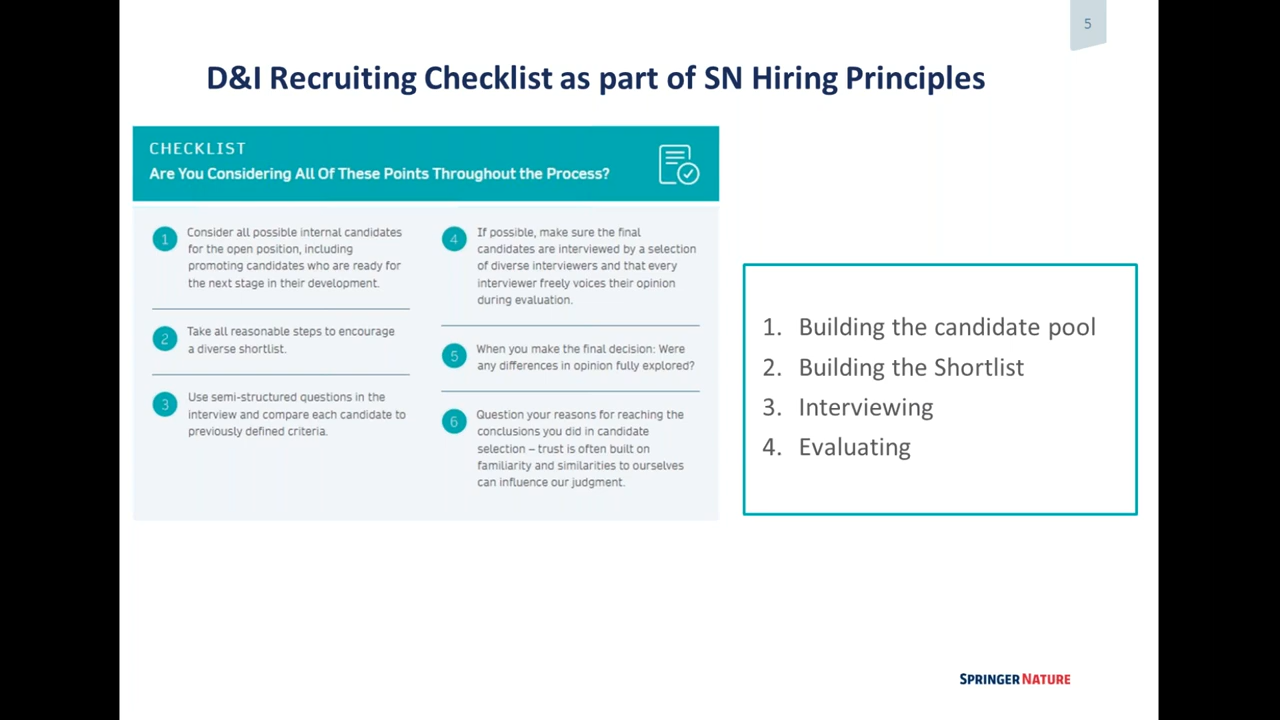 5
D&I Recruiting Checklist as part of SN Hiring Principles
CHECKLIST
Are You Considering All Of These Points Throughout the Process?
1
Consider all possible internal candidates
for the open position, including
promoting candidates who are ready for
the next stage in their development.
2
Take all reasonable steps to encourage
a diverse shortlist.
3
Use semi-structured questions in the
interview and compare each candidate to
previously defined criteria.
4
If possible, make sure the final
candidates are interviewed by a selection
of diverse interviewers and that every
interviewer freely voices their opinion
during evaluation.
5
When you make the final decision: Were
any differences in opinion fully explored?
6
Question your reasons for reaching the
conclusions you did in candidate
selection – trust is often built on
familiarity and similarities to ourselves
can influence our judgment.
1. Building the candidate pool
2. Building the Shortlist
3. Interviewing
4. Evaluating
SPRINGER NATURE